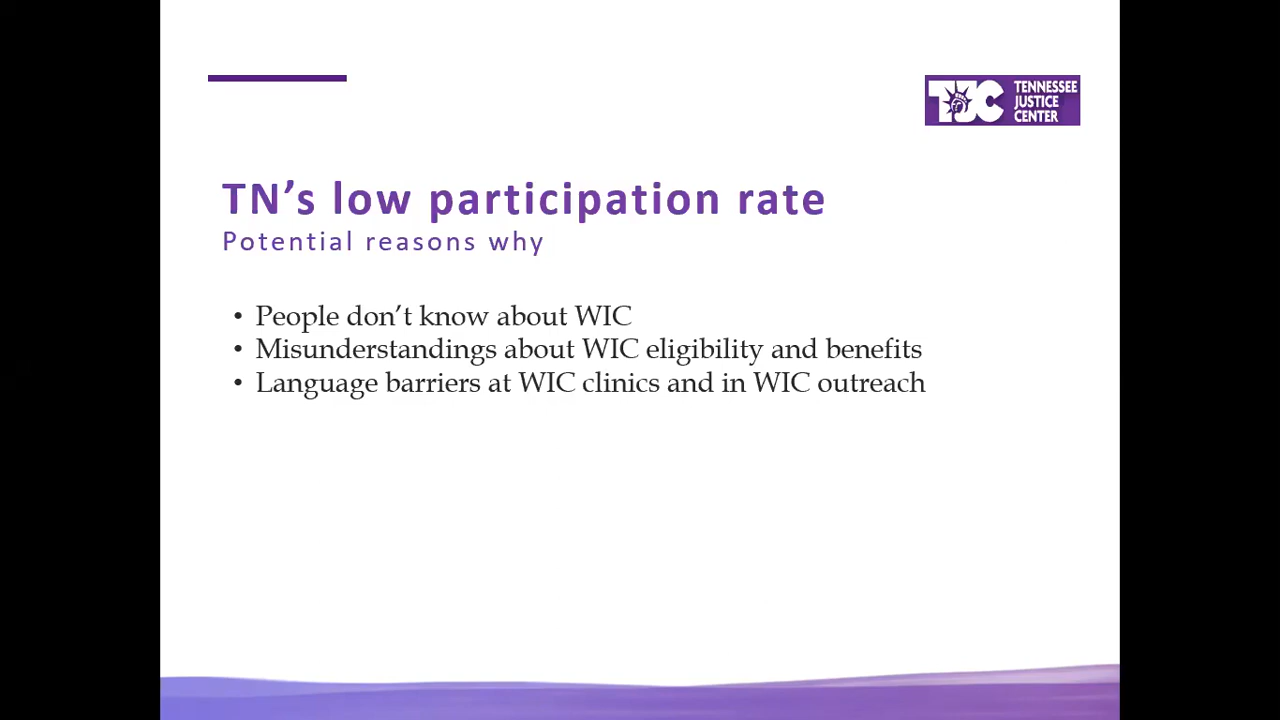 TJC TENNESSEE
JUSTICE
CENTER
TN’s low participation rate
Potential reasons why
• People don’t know about WIC
• Misunderstandings about WIC eligibility and benefits
• Language barriers at WIC clinics and in WIC outreach